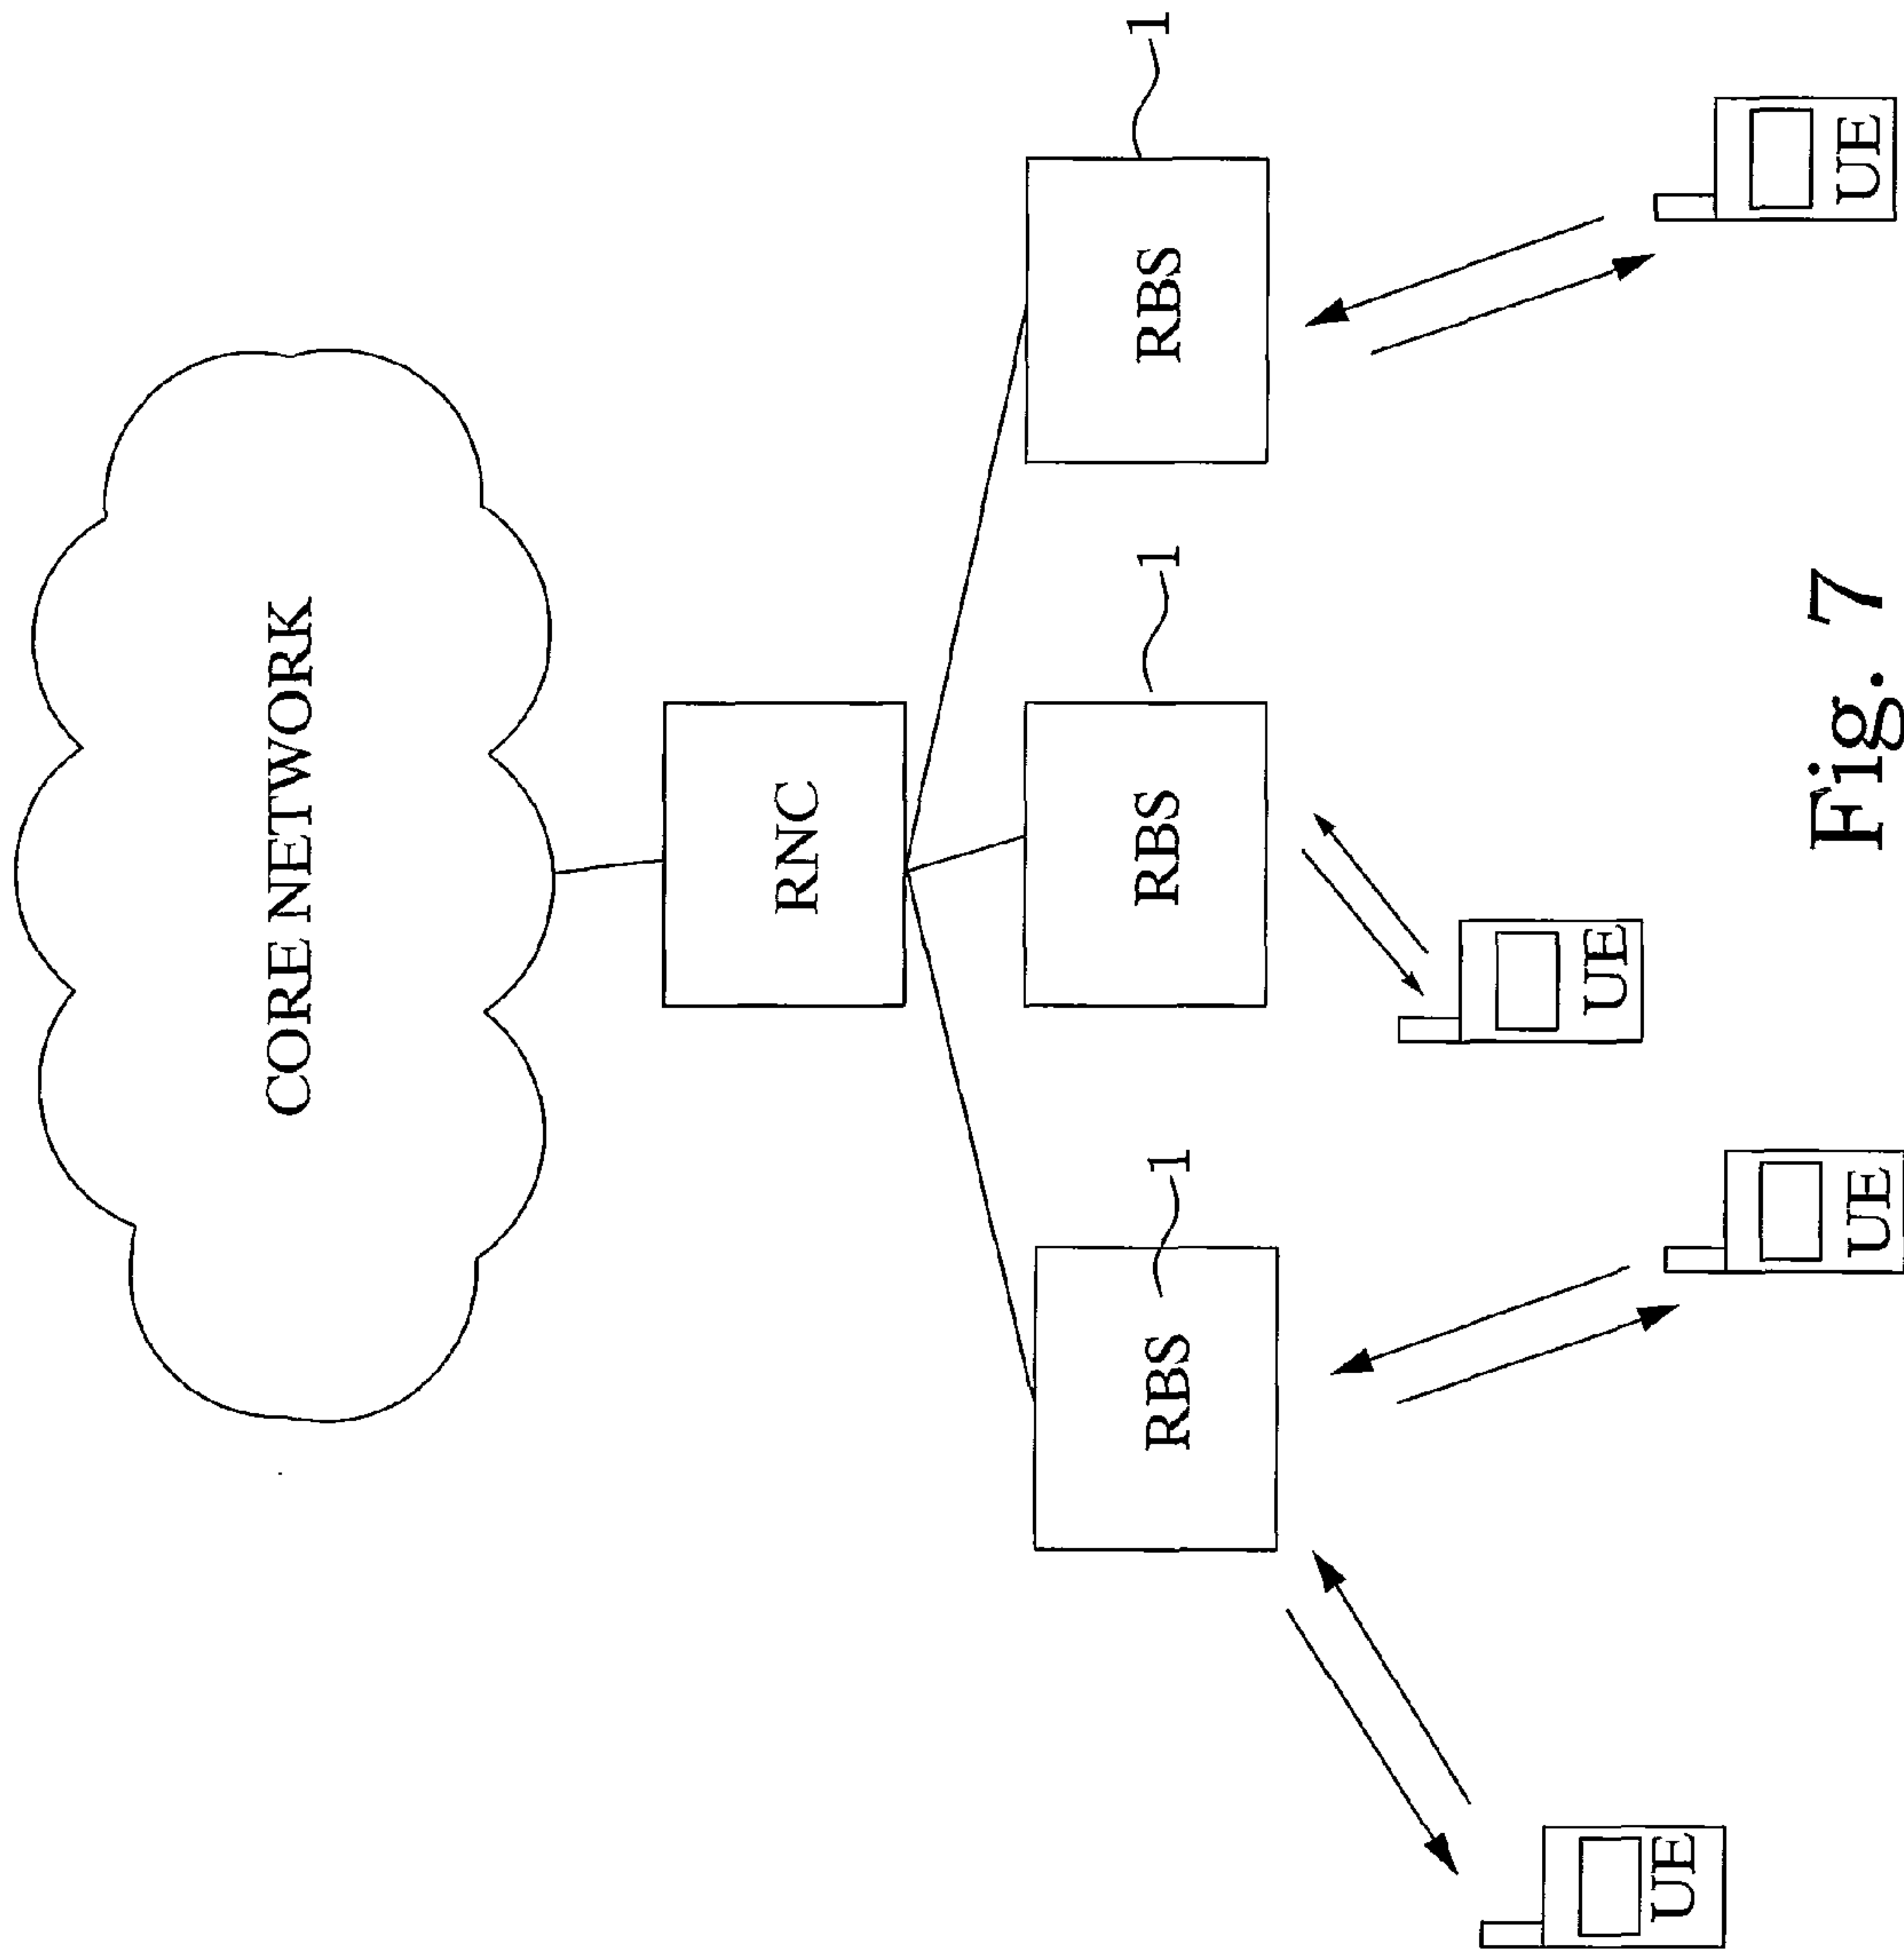 CORE NETWORK
RNC
RBS
1
RBS
1
RBS
1
UE
UE
UE
UE
Fig. 7